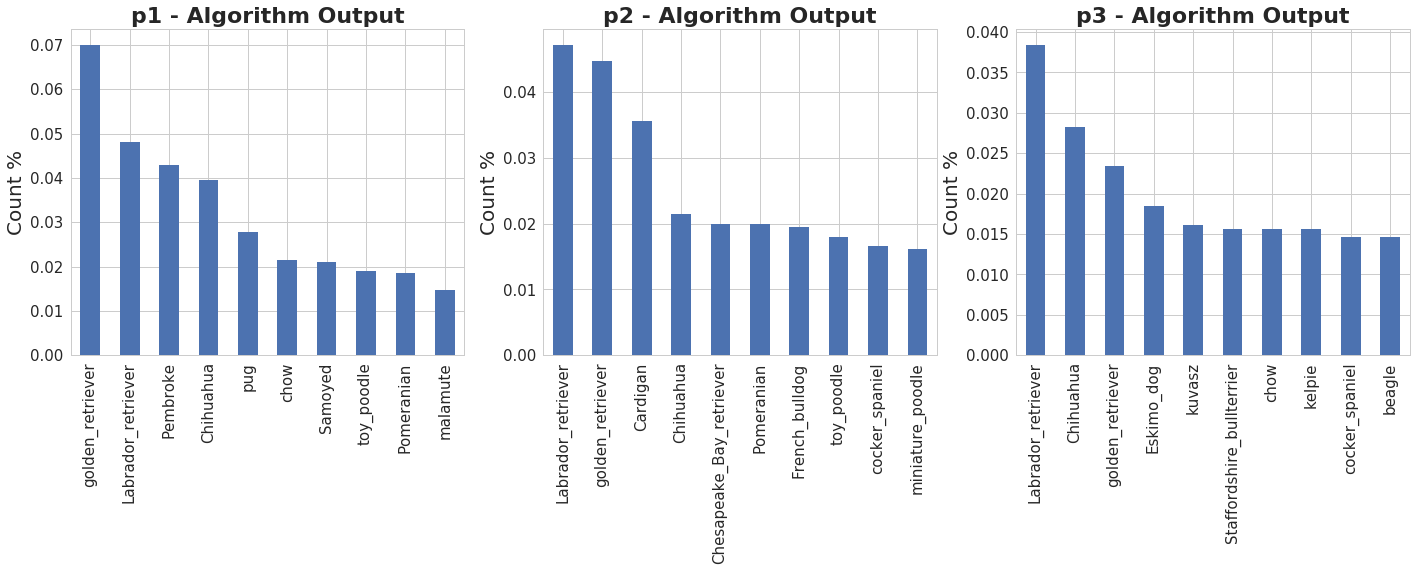 p1 - Algorithm Output
Count %
0.07
0.06
0.05
0.04
0.03
0.02
0.01
0.00
golden_retriever
Labrador_retriever
Pembroke
Chihuahua
pug
chow
Samoyed
toy_poodle
Pomeranian
malamute
p2 - Algorithm Output
Count %
0.04
0.03
0.02
0.01
0.00
Labrador_retriever
golden_retriever
Cardigan
Chihuahua
Chesapeake_Bay_retriever
Pomeranian
French_bulldog
toy_poodle
cocker_spaniel
miniature_poodle
p3 - Algorithm Output
Count %
0.040
0.035
0.030
0.025
0.020
0.015
0.010
0.005
0.000
Labrador_retriever
Chihuahua
golden_retriever
Eskimo_dog
kuvasz
Staffordshire_bullterrier
chow
kelpie
cocker_spaniel
beagle